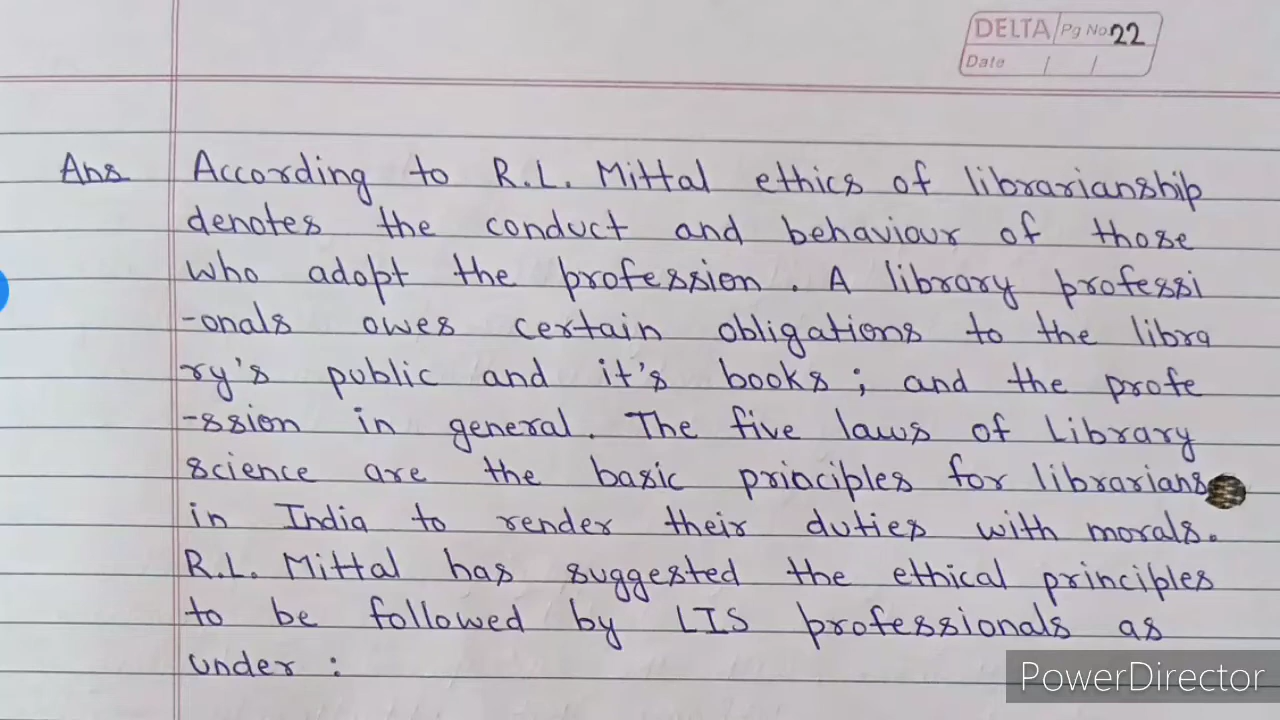 DELTA Pg No. 22
Date / /
Ans According to R.L. Mittal ethics of librarianship
denotes the conduct and behaviour of those
who adopt the profession. A library professi
-onals owes certain obligations to the libra
ry's public and it's books; and the profe
-ssion in general. The five laws of Library
science are the basic principles for librarians
in India to render their duties with morals.
R.L. Mittal has suggested the ethical principles
to be followed by LIS professionals as
under :
PowerDirector